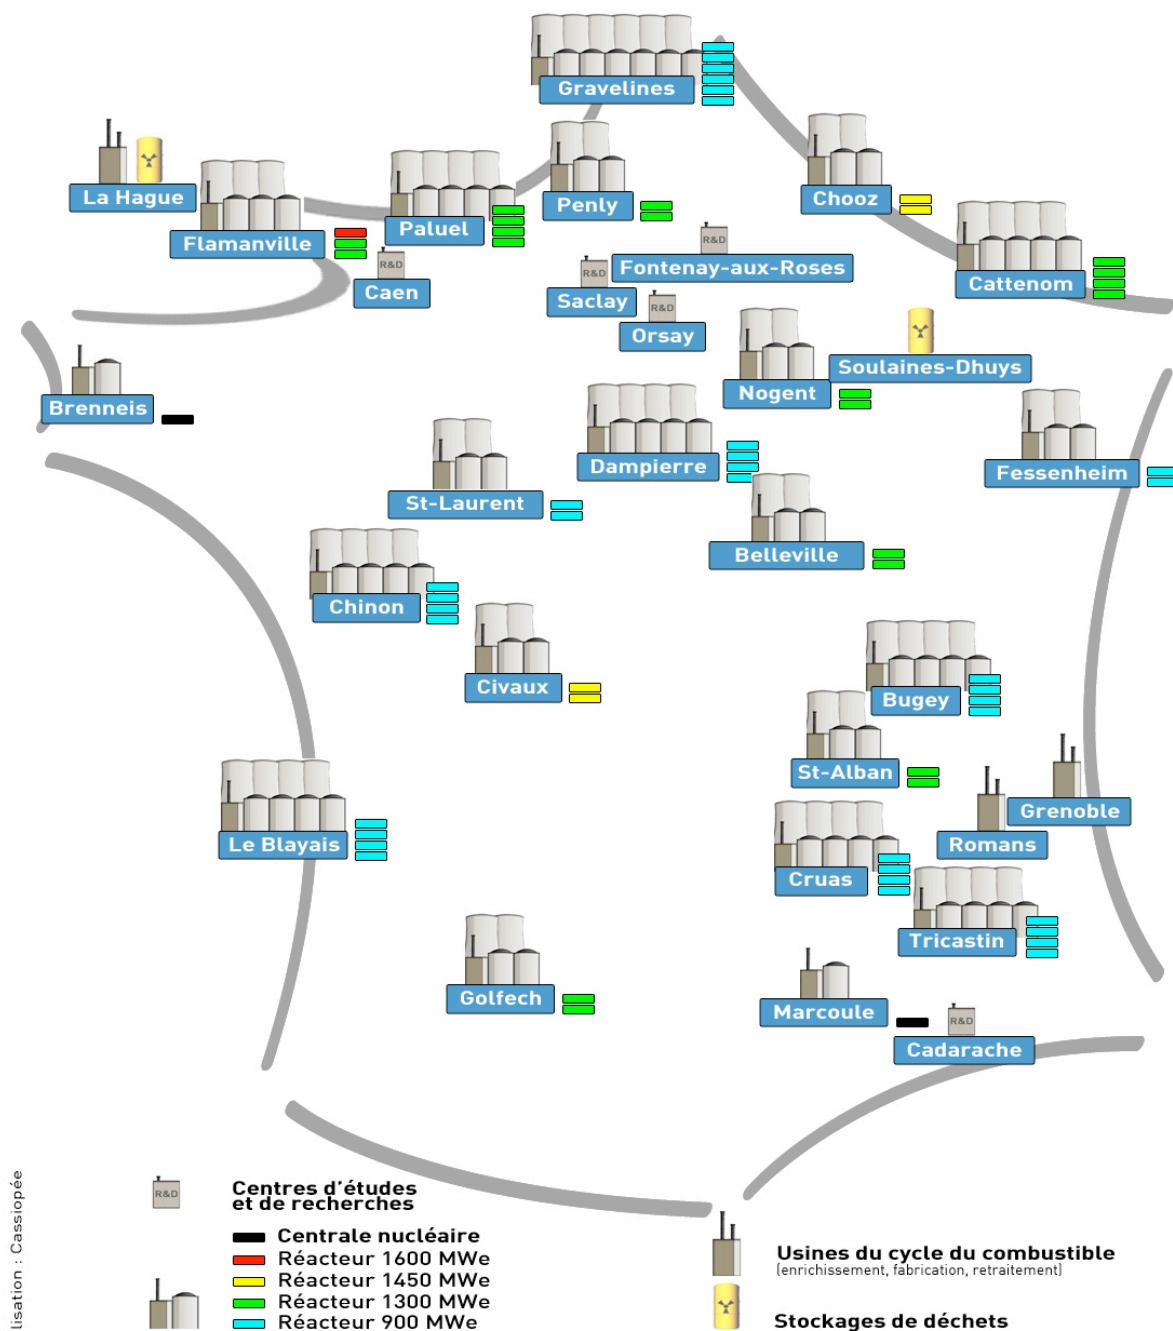 Gravelines
La Hague
Flamanville
Paluel
Penly
Chooz
R&D
Fontenay-aux-Roses
R&D
Caen
R&D
Saclay
R&D
Orsay
Cattenom
Soulaines-Dhuys
Nogent
Brenneis
Dampierre
Fessenheim
St-Laurent
Belleville
Chinon
Civaux
Bugey
St-Alban
Grenoble
Romans
Le Blayais
Cruas
Tricastin
Golfech
Marcoule
R&D
Cadarache
lisation : Cassiopée
R&D
Centres d'études
et de recherches
Centrale nucléaire
Réacteur 1600 MWe
Réacteur 1450 MWe
Réacteur 1300 MWe
Réacteur 900 MWe
Usines du cycle du combustible
(enrichissement, fabrication, retraitement)
Stockages de déchets